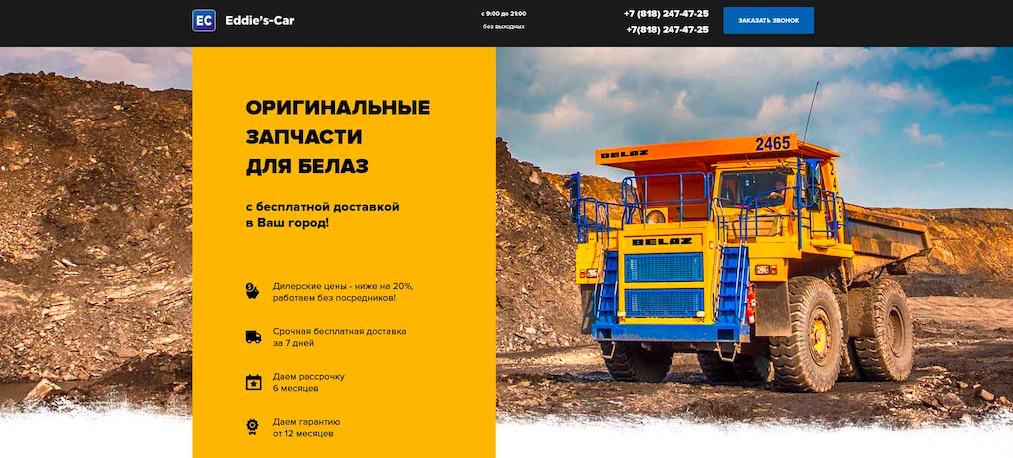 EC Eddie's-Car
с 9:00 до 21:00
без выходных
+7 (818) 247-47-25
+7(818) 247-47-25
ЗАКАЗАТЬ ЗВОНОК
ОРИГИНАЛЬНЫЕ
ЗАПЧАСТИ
ДЛЯ БЕЛАЗ
с бесплатной доставкой
в Ваш город!
Дилерские цены - ниже на 20%,
работаем без посредников!
Срочная бесплатная доставка
за 7 дней
Даем рассрочку
6 месяцев
Даем гарантию
от 12 месяцев
2465
BELAZ
BELAZ